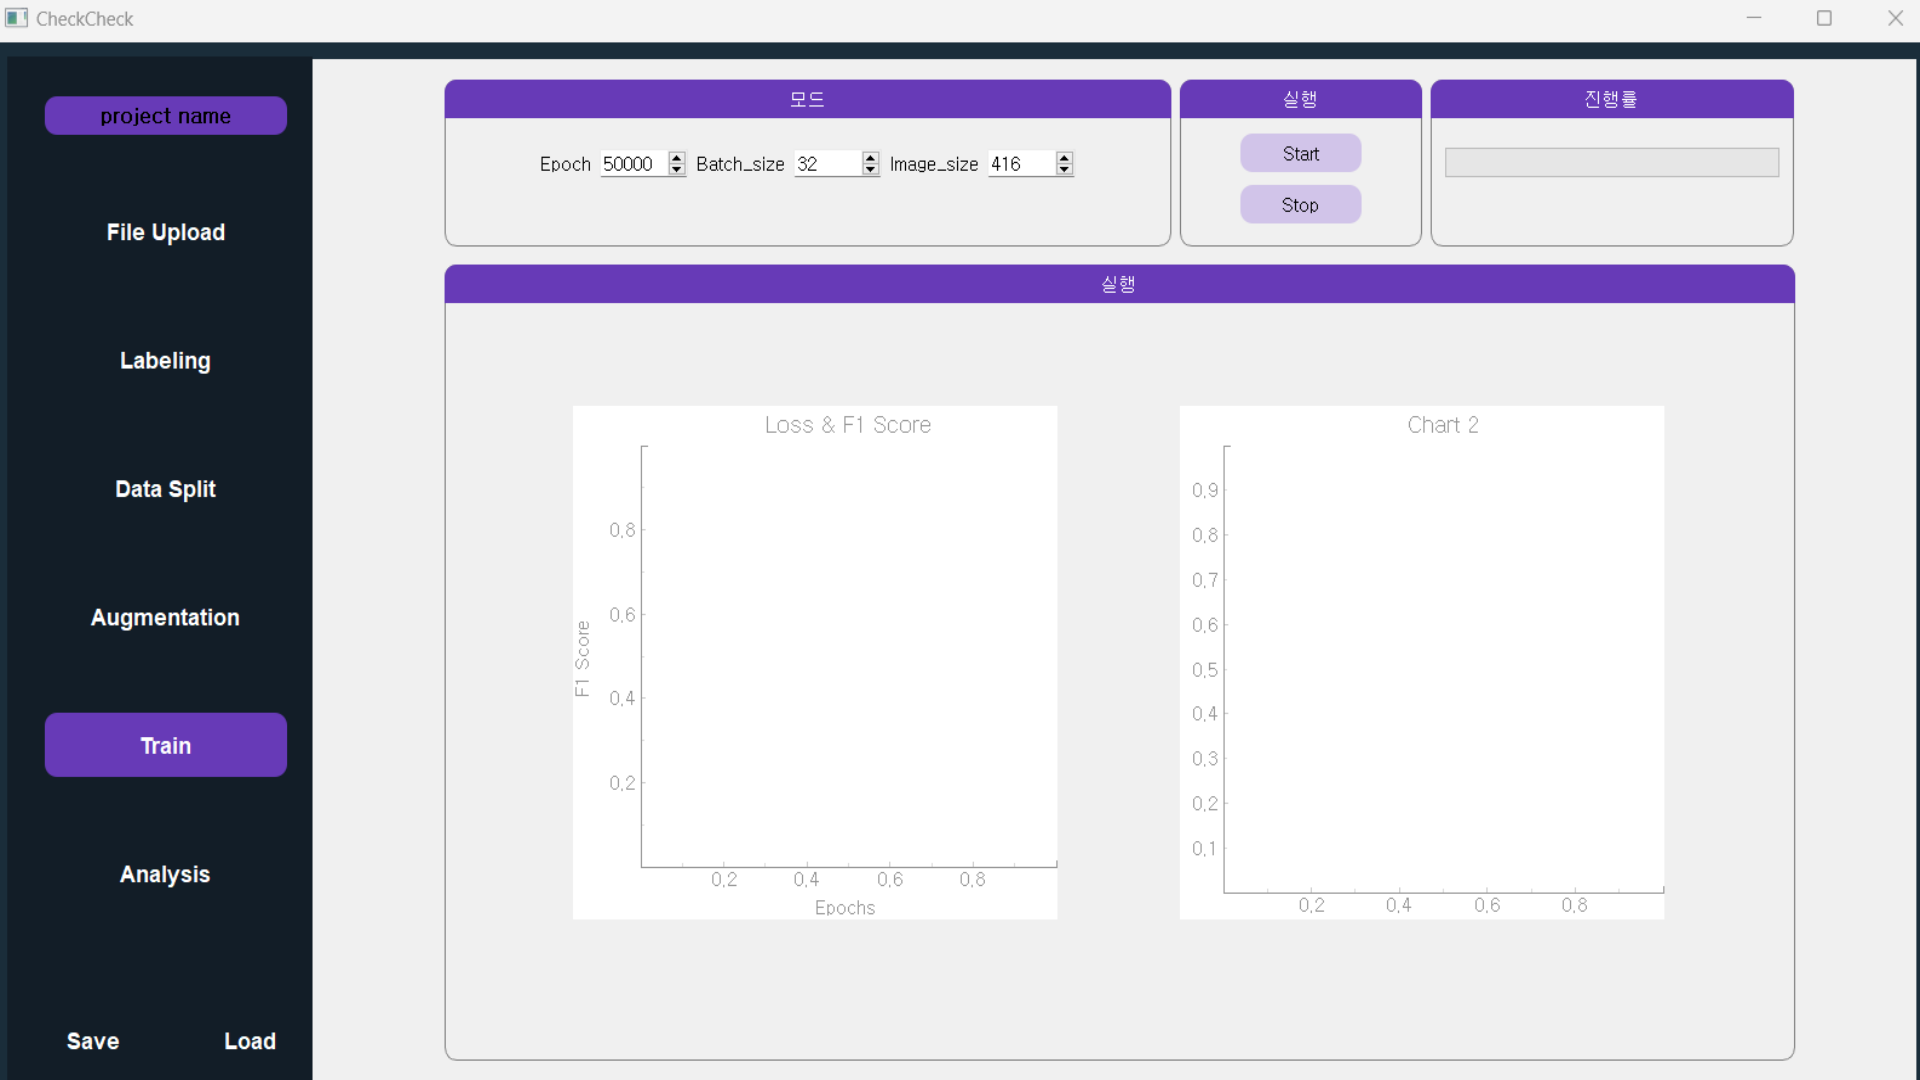 CheckCheck
project name
File Upload
Labeling
Data Split
Augmentation
Train
Analysis
Save Load
모드
Epoch 50000 Batch_size 32 Image_size 416
실행
Start
Stop
진행률
실행
Loss & F1 Score
0,8
0,6
0,4
0,2
F1 Score
0,2 0,4 0,6 0,8
Epochs
Chart 2
0,9
0,8
0,7
0,6
0,5
0,4
0,3
0,2
0,1
0,2 0,4 0,6 0,8